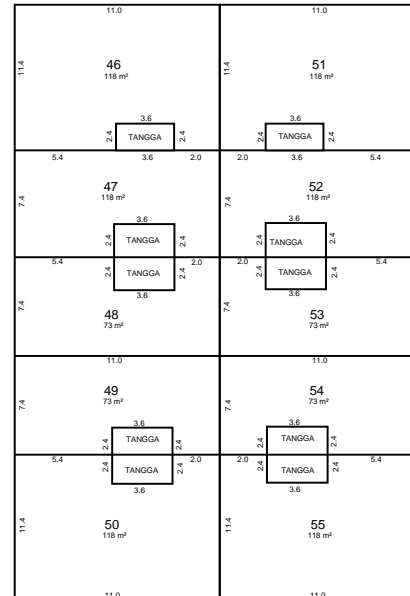 11.0 11.0
11.4 46 11.4 51
118 m² 118 m²
3.6 3.6
2.4 TANGGA 2.4 2.4 TANGGA 2.4
5.4 3.6 2.0 2.0 3.6 5.4
7.4 47 7.4 52
118 m² 118 m²
3.6 3.6
2.4 TANGGA 2.4 2.4 TANGGA 2.4
5.4 2.0 2.0 5.4
2.4 TANGGA 2.4 2.4 TANGGA 2.4
3.6 3.6
7.4 48 7.4 53
73 m² 73 m²
11.0 11.0
7.4 49 7.4 54
73 m² 73 m²
3.6 3.6
2.4 TANGGA 2.4 2.4 TANGGA 2.4
5.4 2.0 2.0 5.4
2.4 TANGGA 2.4 2.4 TANGGA 2.4
3.6 3.6
11.4 50 11.4 55
118 m² 118 m²
11.0 11.0